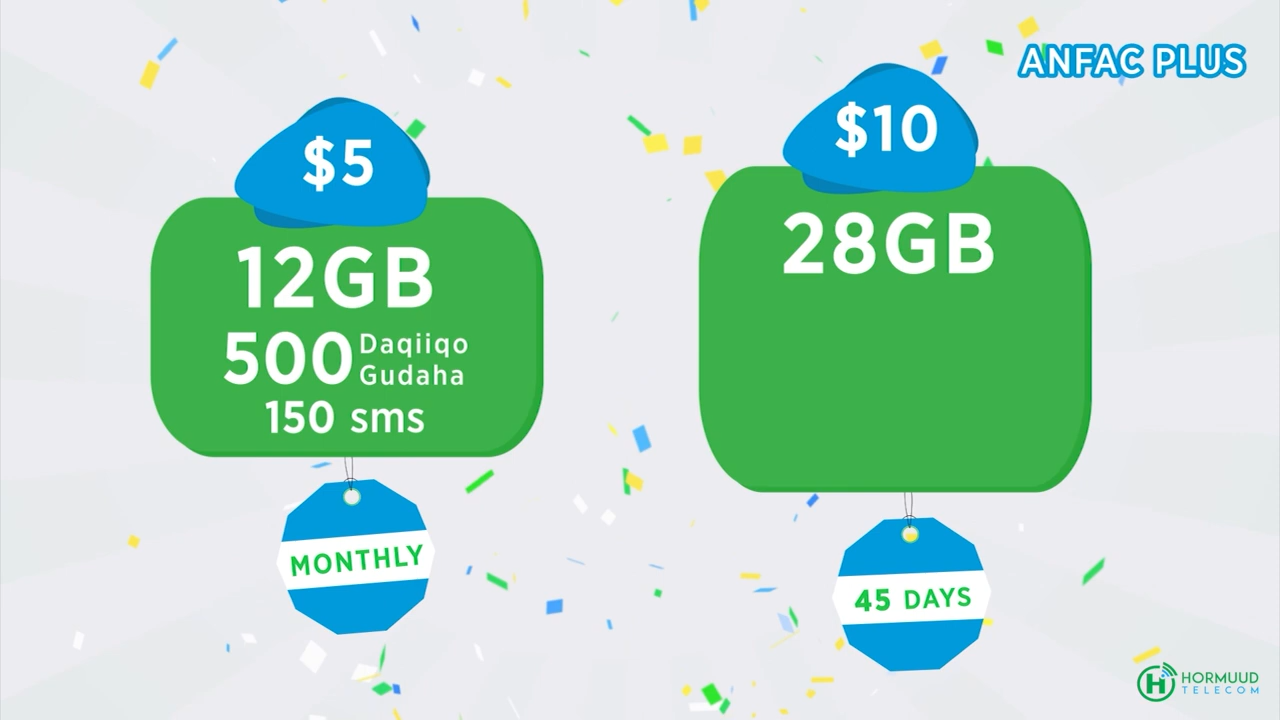 ANFAC PLUS
$5
12GB
500 Daqiiqo
Gudaha
150 sms
MONTHLY
$10
28GB
45 DAYS
HORMUUD
TELECOM